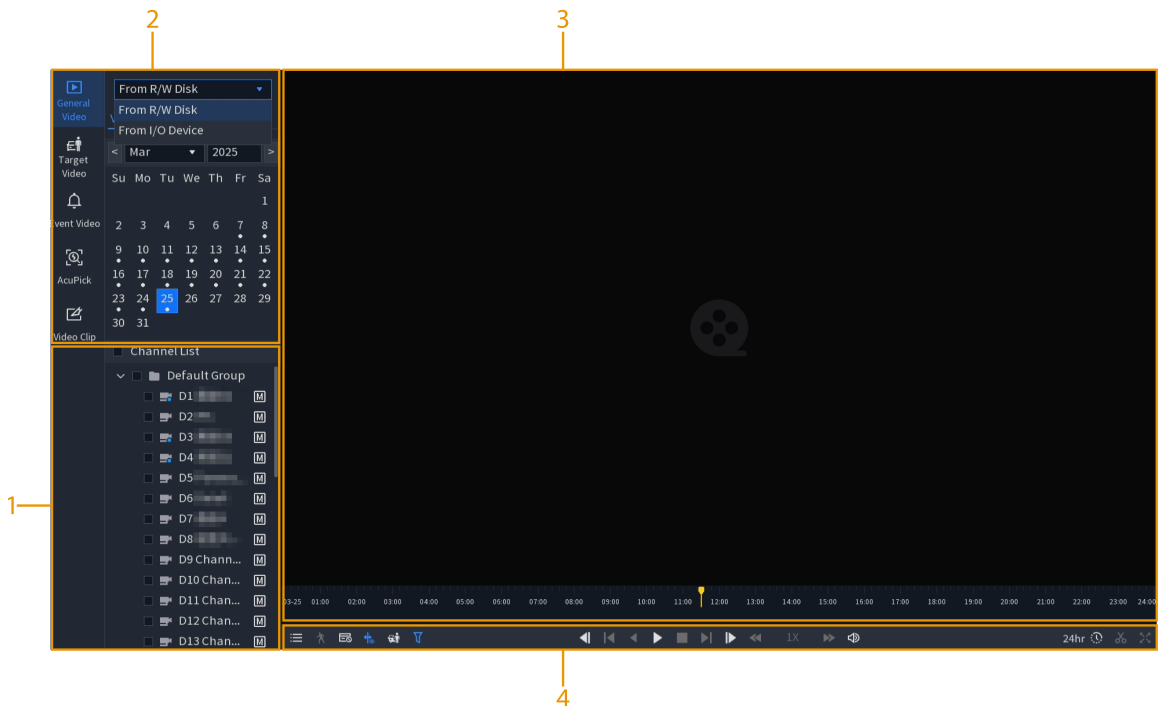 2
3
From R/W Disk
From R/W Disk
From I/O Device
General
Video
Target
Video
Event Video
AcuPick
Video Clip
< Mar 2025 >
Su Mo Tu We Th Fr Sa
1
2 3 4 5 6 7 8
9 10 11 12 13 14 15
16 17 18 19 20 21 22
23 24 25 26 27 28 29
30 31
Channel List
Default Group
D1 M
D2 M
D3 M
D4 M
D5 M
D6 M
D7 M
D8 M
D9 Chann... M
D10 Chan... M
D11 Chan... M
D12 Chan... M
D13 Chan... M
1
03-25 01:00 02:00 03:00 04:00 05:00 06:00 07:00 08:00 09:00 10:00 11:00 12:00 13:00 14:00 15:00 16:00 17:00 18:00 19:00 20:00 21:00 22:00 23:00 24:00
1X
24hr
4